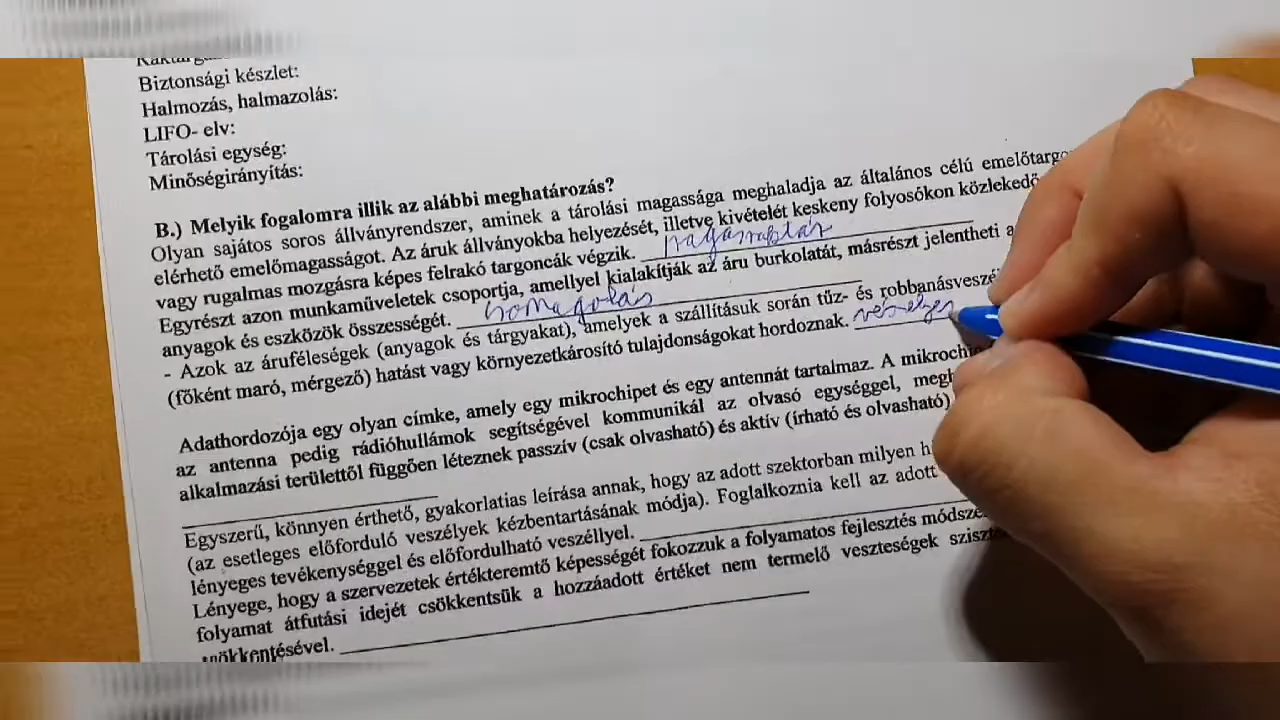 Biztonsági készlet:
Halmozás, halmazolás:
LIFO- elv:
Tárolási egység:
Minőségirányítás:
B.) Melyik fogalomra illik az alábbi meghatározás?
Olyan sajátos soros állványrendszer, aminek a tárolási magassága meghaladja az általános célú emelőtargo
elérhető emelőmagasságot. Az áruk állványokba helyezését, illetve kivételét keskeny folyosókon közlekedő
vagy rugalmas mozgásra képes felrakó targoncák végzik. magasraktár
Egyrészt azon munkaműveletek csoportja, amellyel kialakítják az áru burkolatát, másrészt jelentheti a
anyagok és eszközök összességét. csomagolás
- Azok az áruféleségek (anyagok és tárgyakat), amelyek a szállításuk során tűz- és robbanásveszé
(főként maró, mérgező) hatást vagy környezetkárosító tulajdonságokat hordoznak. veszélyes
Adathordozója egy olyan címke, amely egy mikrochipet és egy antennát tartalmaz. A mikrochi
az antenna pedig rádióhullámok segítségével kommunikál az olvasó egységgel, megh
alkalmazási területtől függően léteznek passzív (csak olvasható) és aktív (írható és olvasható)
Egyszerű, könnyen érthető, gyakorlatias leírása annak, hogy az adott szektorban milyen h
(az esetleges előforduló veszélyek kézbentartásának módja). Foglalkoznia kell az adott
lényeges tevékenységgel és előfordulható veszéllyel.
Lényege, hogy a szervezetek értékteremtő képességét fokozzuk a folyamatos fejlesztés módsze
folyamat átfutási idejét csökkentsük a hozzáadott értéket nem termelő veszteségek sziszt
csökkentésével.